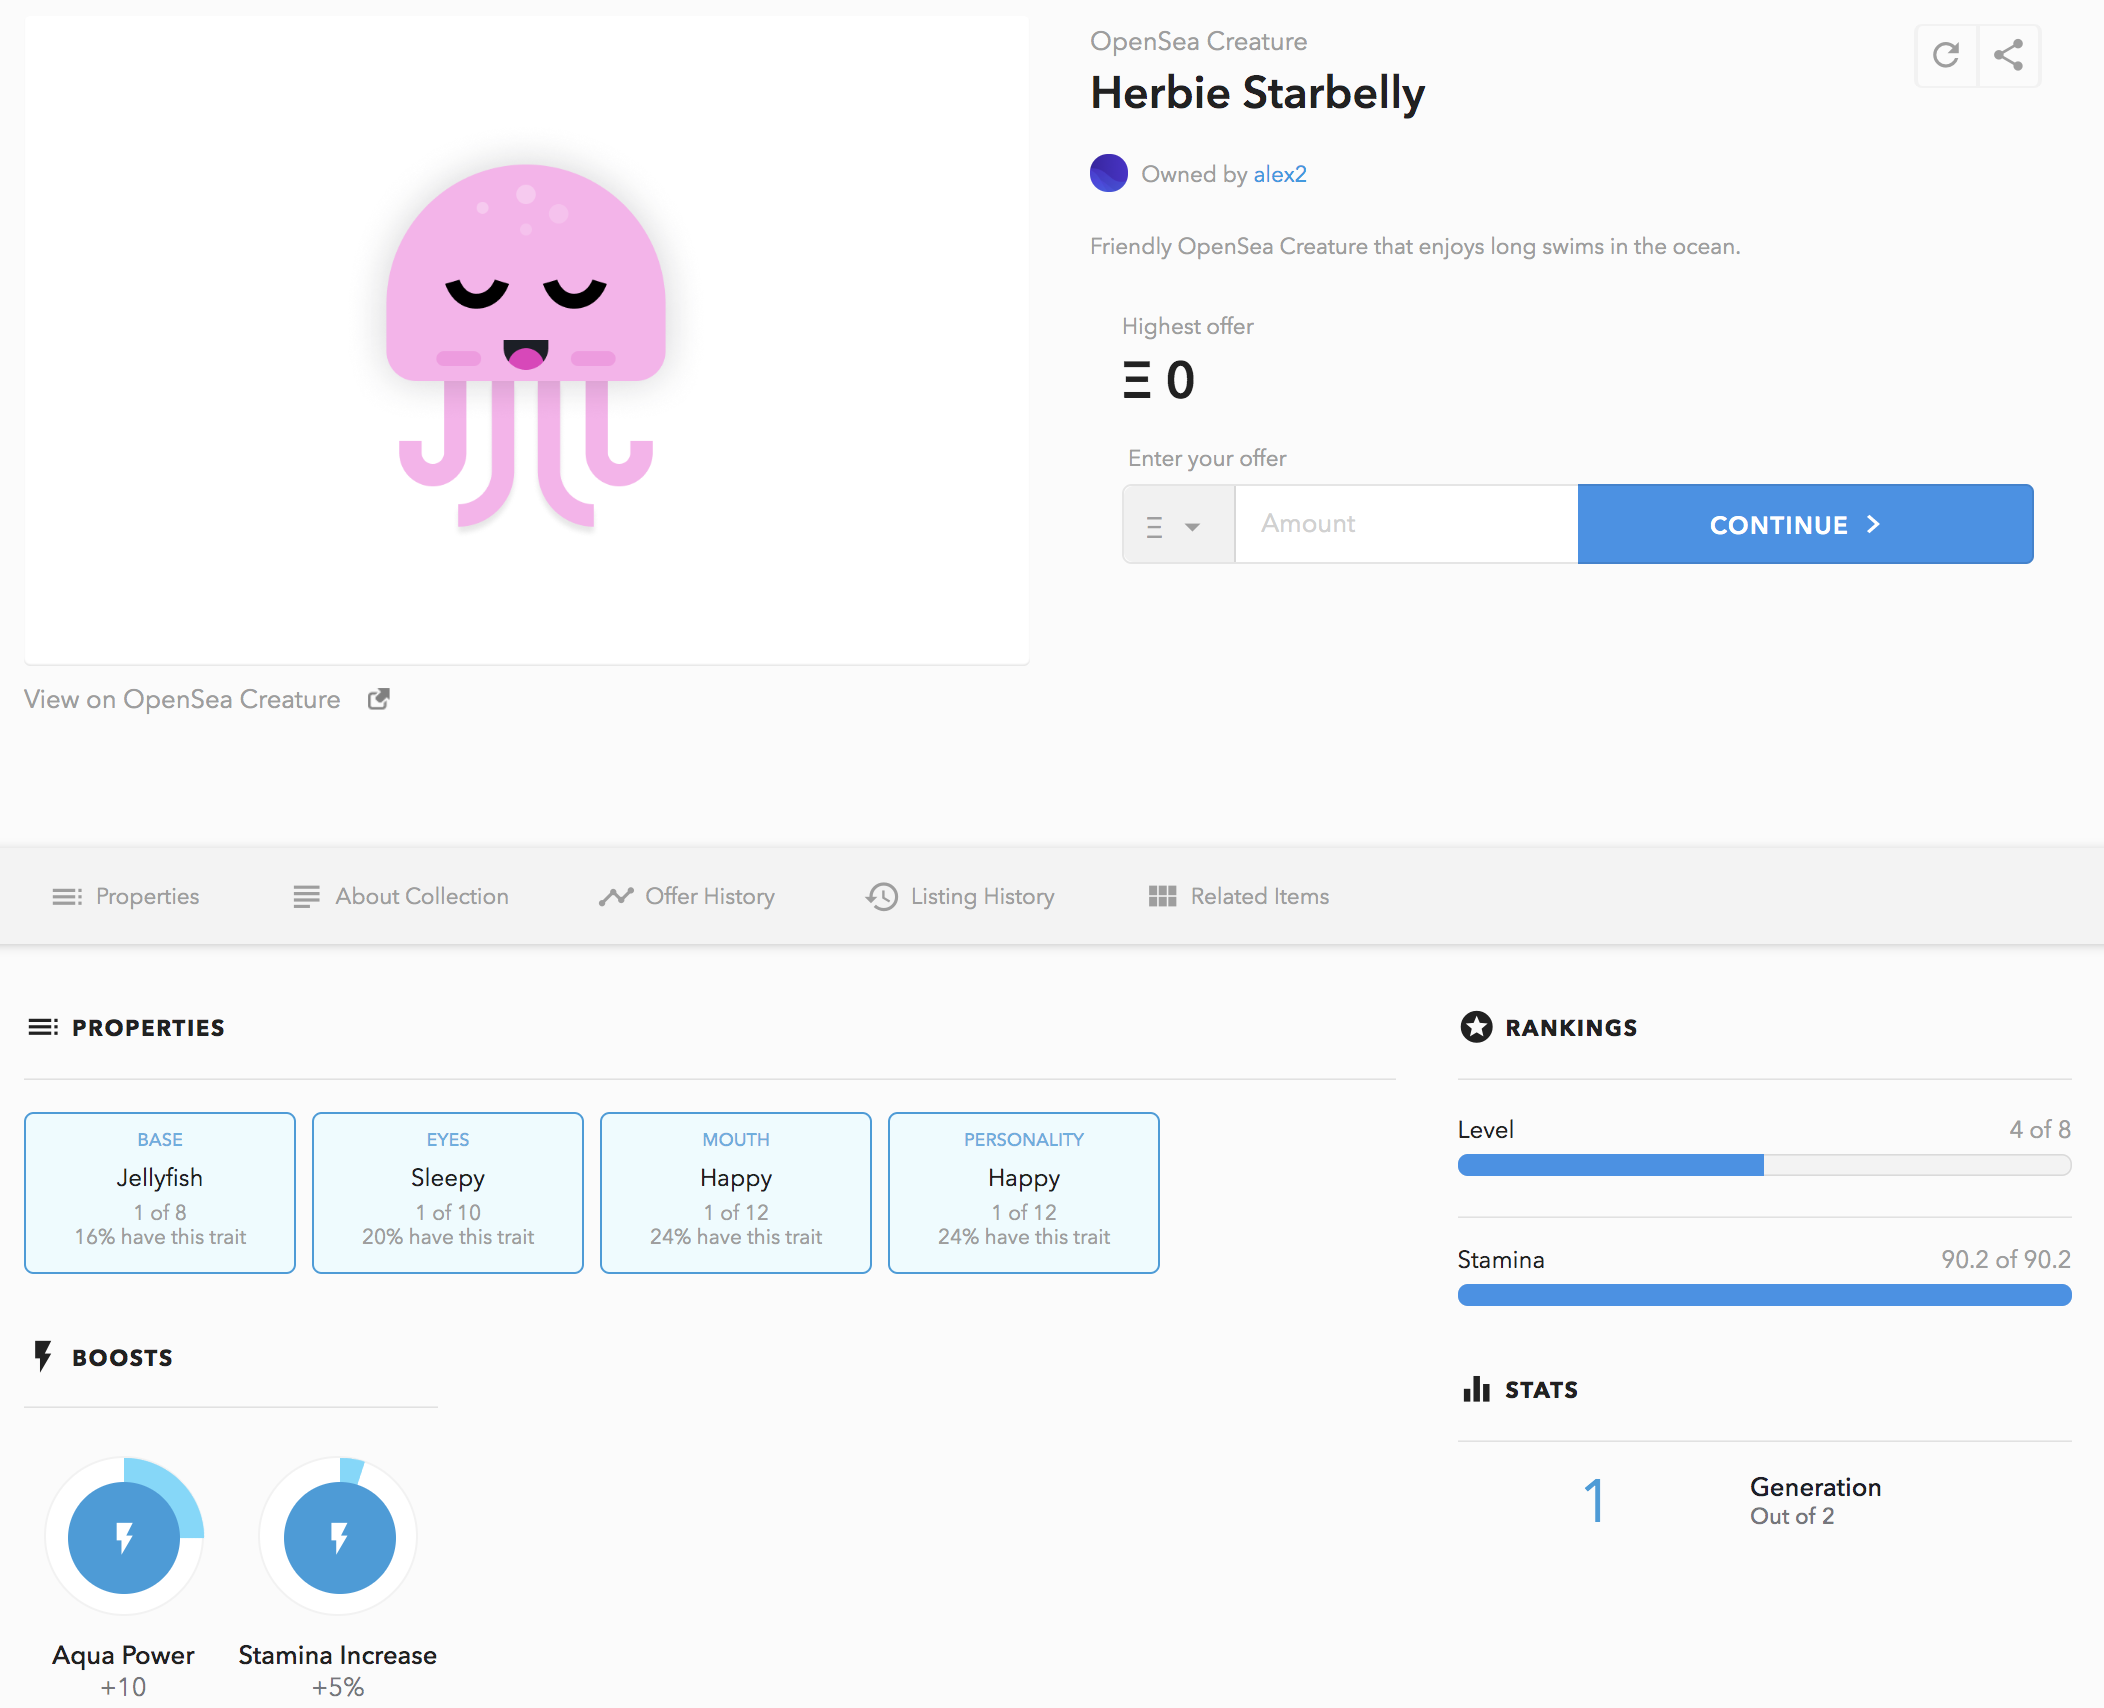 OpenSea Creature
Herbie Starbelly
Owned by alex2
Friendly OpenSea Creature that enjoys long swims in the ocean.
Highest offer
Ξ 0
Enter your offer
Ξ Amount CONTINUE
View on OpenSea Creature
Properties About Collection Offer History Listing History Related Items
PROPERTIES
BASE
Jellyfish
1 of 8
16% have this trait
EYES
Sleepy
1 of 10
20% have this trait
MOUTH
Happy
1 of 12
24% have this trait
PERSONALITY
Happy
1 of 12
24% have this trait
RANKINGS
Level 4 of 8
Stamina 90.2 of 90.2
BOOSTS
Aqua Power
+10
Stamina Increase
+5%
STATS
1 Generation
Out of 2